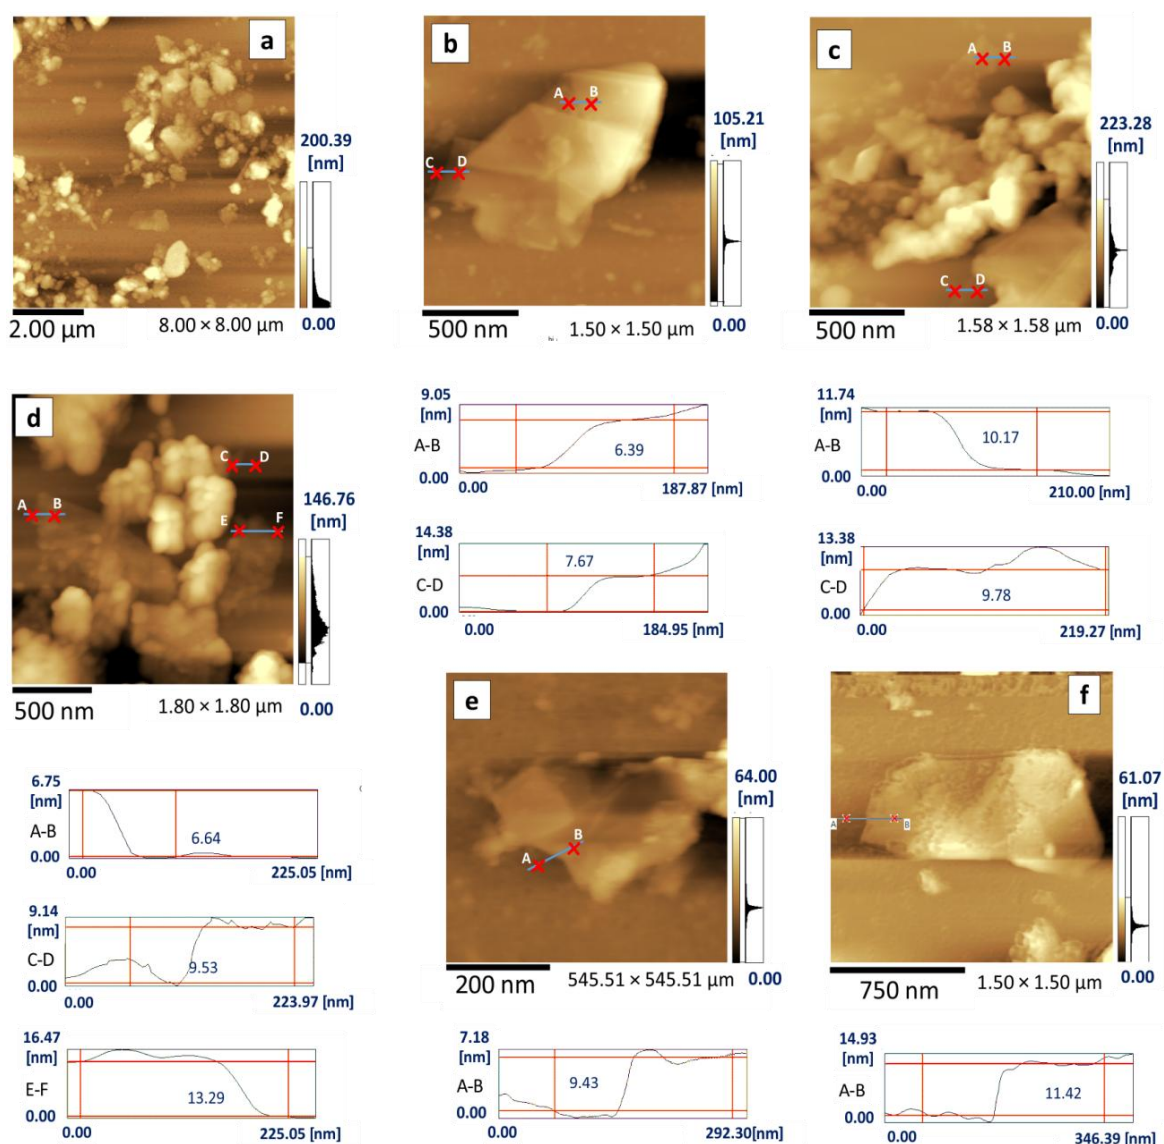 a
200.39
[nm]
0.00
2.00 µm
8.00 × 8.00 µm
b
A
B
C
D
105.21
[nm]
0.00
500 nm
1.50 × 1.50 µm
c
A
B
C
D
223.28
[nm]
0.00
500 nm
1.58 × 1.58 µm
d
A
B
C
D
E
F
146.76
[nm]
0.00
500 nm
1.80 × 1.80 µm
9.05
[nm]
A-B
0.00
6.39
0.00
187.87 [nm]
14.38
[nm]
C-D
0.00
7.67
0.00
184.95 [nm]
11.74
[nm]
A-B
0.00
10.17
0.00
210.00 [nm]
13.38
[nm]
C-D
0.00
9.78
0.00
219.27 [nm]
6.75
[nm]
A-B
0.00
6.64
0.00
225.05 [nm]
9.14
[nm]
C-D
0.00
9.53
0.00
223.97 [nm]
16.47
[nm]
E-F
0.00
13.29
0.00
225.05 [nm]
e
A
B
64.00
[nm]
0.00
200 nm
545.51 × 545.51 µm
7.18
[nm]
A-B
0.00
9.43
0.00
292.30[nm]
f
A
B
61.07
[nm]
0.00
750 nm
1.50 × 1.50 µm
14.93
[nm]
A-B
0.00
11.42
0.00
346.39[nm]